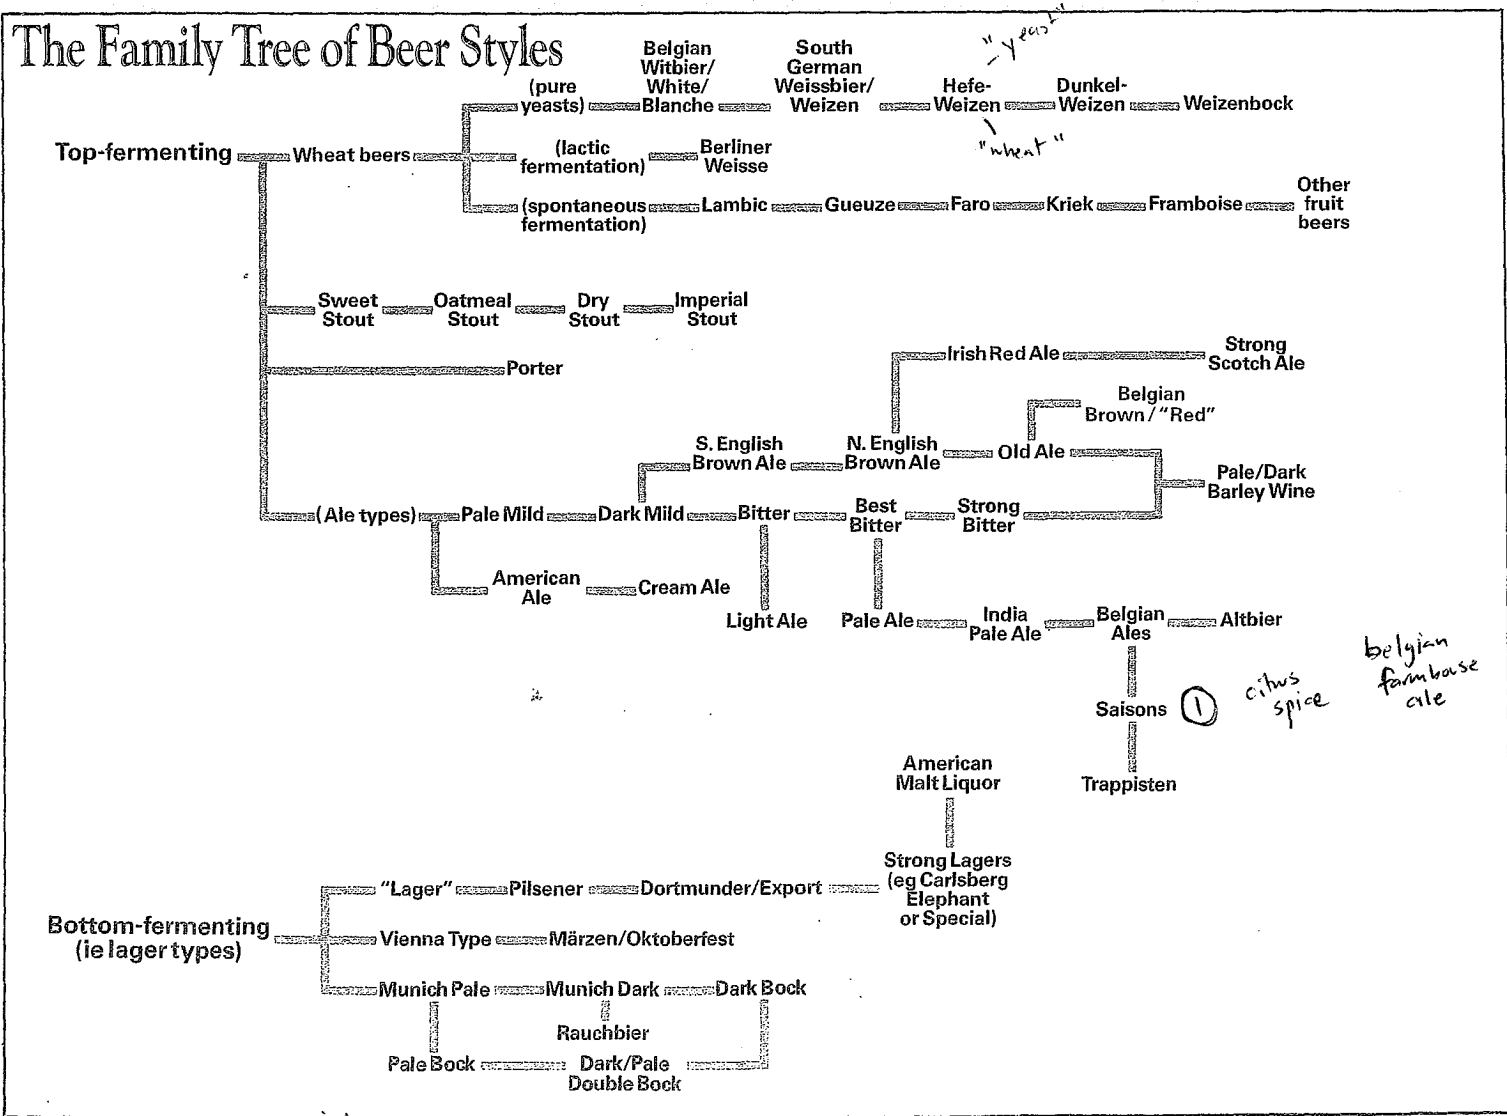 The Family Tree of Beer Styles
"yeast"
(pure
yeasts)
Belgian
Witbier/
White/
Blanche
South
German
Weissbier/
Weizen
Hefe-
Weizen
Dunkel-
Weizen
Weizenbock
"wheat"
Top-fermenting
Wheat beers
(lactic
fermentation)
Berliner
Weisse
(spontaneous
fermentation)
Lambic
Gueuze
Faro
Kriek
Framboise
Other
fruit
beers
Sweet
Stout
Oatmeal
Stout
Dry
Stout
Imperial
Stout
Porter
Irish Red Ale
Strong
Scotch Ale
Belgian
Brown/"Red"
S. English
Brown Ale
N. English
Brown Ale
Old Ale
Pale/Dark
Barley Wine
(Ale types)
Pale Mild
Dark Mild
Bitter
Best
Bitter
Strong
Bitter
American
Ale
Cream Ale
Light Ale
Pale Ale
India
Pale Ale
Belgian
Ales
Altbier
Saisons
1
citrus
spice
belgian
farmhouse
ale
Trappisten
American
Malt Liquor
Strong Lagers
(eg Carlsberg
Elephant
or Special)
"Lager"
Pilsener
Dortmunder/Export
Bottom-fermenting
(ie lager types)
Vienna Type
Märzen/Oktoberfest
Munich Pale
Munich Dark
Dark Bock
Rauchbier
Pale Bock
Dark/Pale
Double Bock